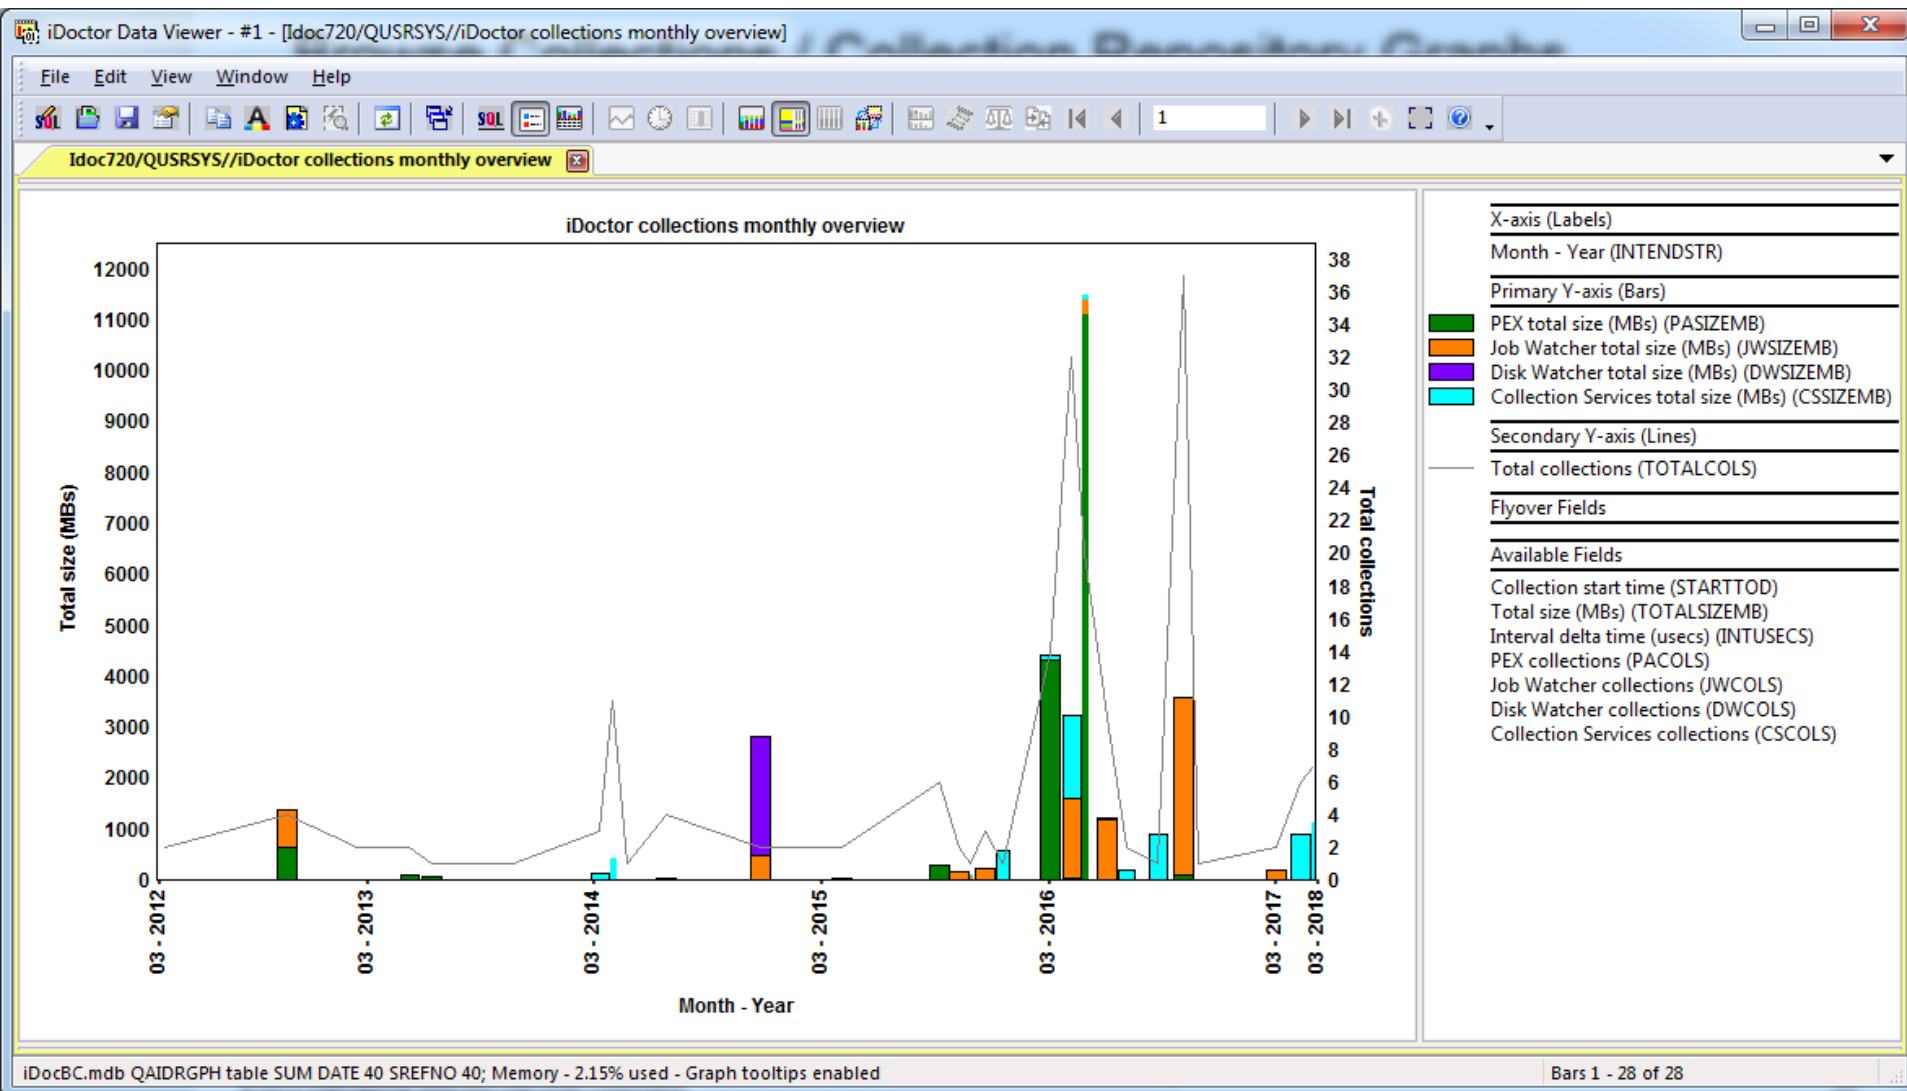 iDoctor Data Viewer - #1 - [Idoc720/QUSRSYS//iDoctor collections monthly overview]
File Edit View Window Help
SQL SQL 1
Idoc720/QUSRSYS//iDoctor collections monthly overview
iDoctor collections monthly overview
12000
11000
10000
9000
8000
7000
6000
5000
4000
3000
2000
1000
0
Total size (MBs)
38
36
34
32
30
28
26
24
22
20
18
16
14
12
10
8
6
4
2
0
Total collections
03 - 2012
03 - 2013
03 - 2014
03 - 2015
03 - 2016
03 - 2017
03 - 2018
Month - Year
X-axis (Labels)
Month - Year (INTENDSTR)
Primary Y-axis (Bars)
PEX total size (MBs) (PASIZEMB)
Job Watcher total size (MBs) (JWSIZEMB)
Disk Watcher total size (MBs) (DWSIZEMB)
Collection Services total size (MBs) (CSSIZEMB)
Secondary Y-axis (Lines)
Total collections (TOTALCOLS)
Flyover Fields
Available Fields
Collection start time (STARTTOD)
Total size (MBs) (TOTALSIZEMB)
Interval delta time (usecs) (INTUSECS)
PEX collections (PACOLS)
Job Watcher collections (JWCOLS)
Disk Watcher collections (DWCOLS)
Collection Services collections (CSCOLS)
iDocBC.mdb QAIDRGPH table SUM DATE 40 SREFNO 40; Memory - 2.15% used - Graph tooltips enabled
Bars 1 - 28 of 28